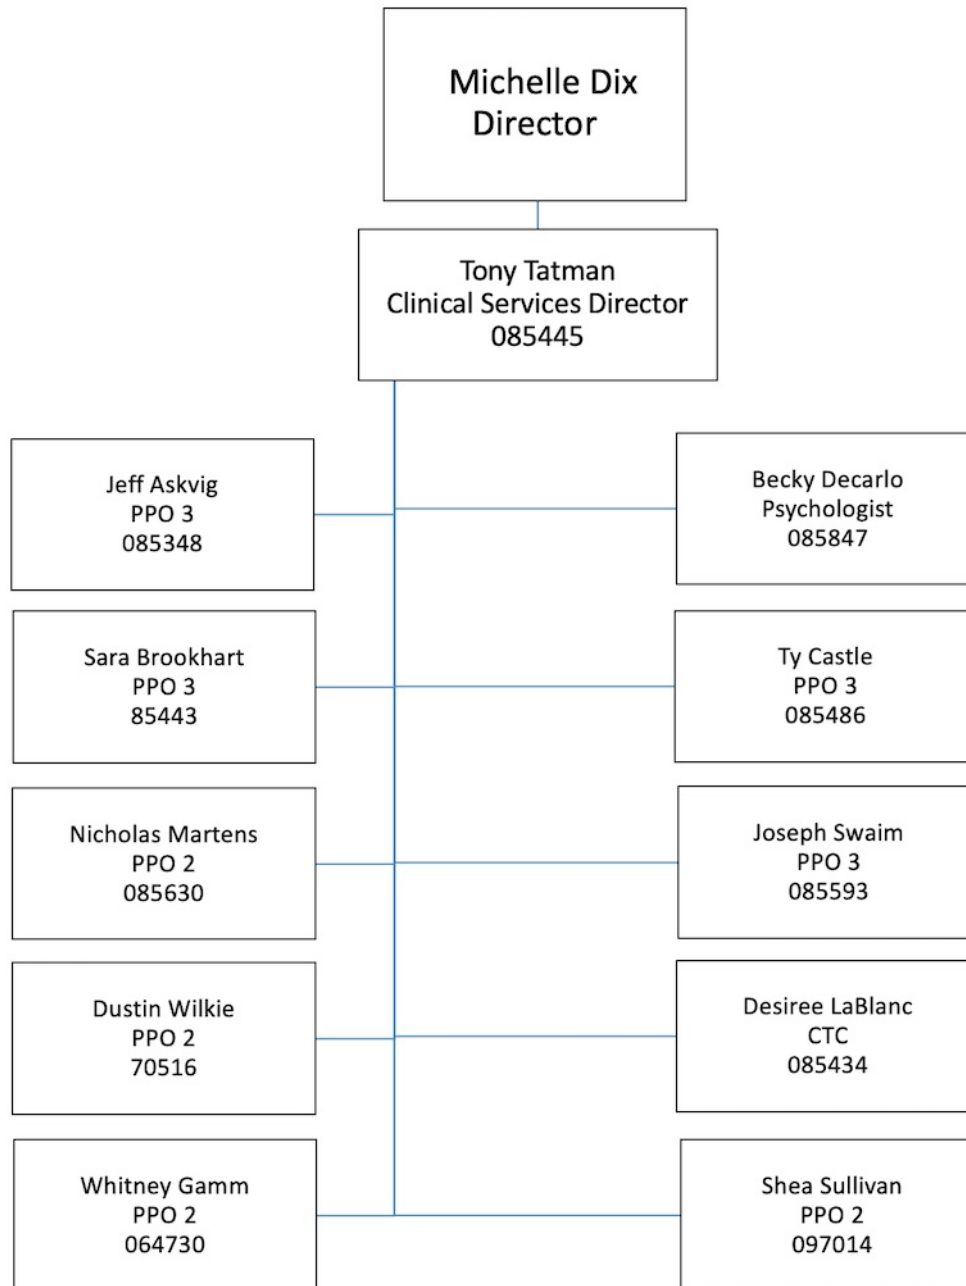 Michelle Dix
Director
Tony Tatman
Clinical Services Director
085445
Jeff Askvig
PPO 3
085348
Becky Decarlo
Psychologist
085847
Sara Brookhart
PPO 3
85443
Ty Castle
PPO 3
085486
Nicholas Martens
PPO 2
085630
Joseph Swaim
PPO 3
085593
Dustin Wilkie
PPO 2
70516
Desiree LaBlanc
CTC
085434
Whitney Gamm
PPO 2
064730
Shea Sullivan
PPO 2
097014